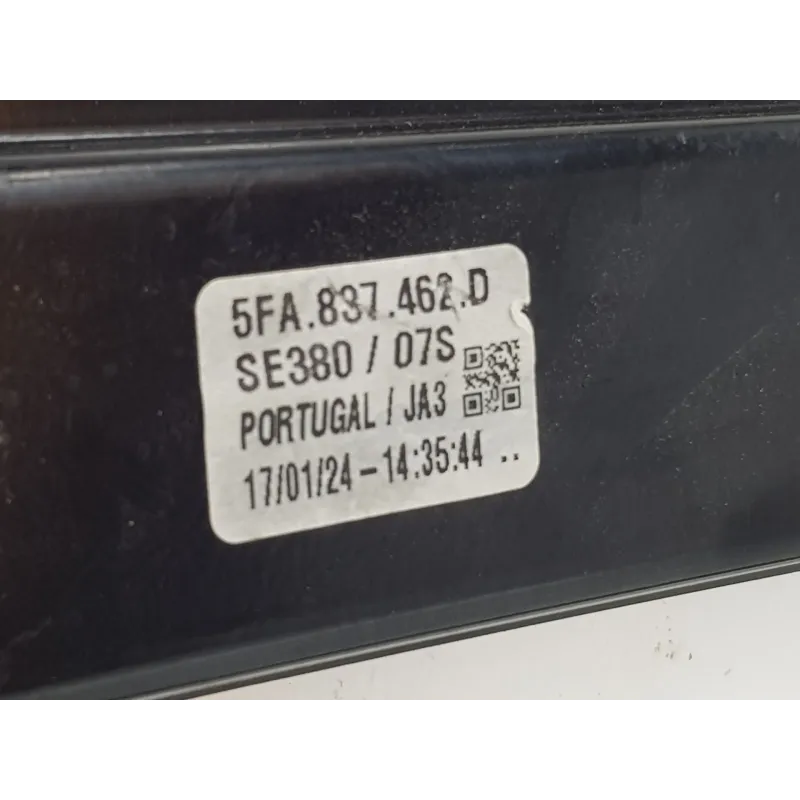 5FA.837.462.D
SE380 / 07S
PORTUGAL / JA3
17/01/24-14:35:44 ..